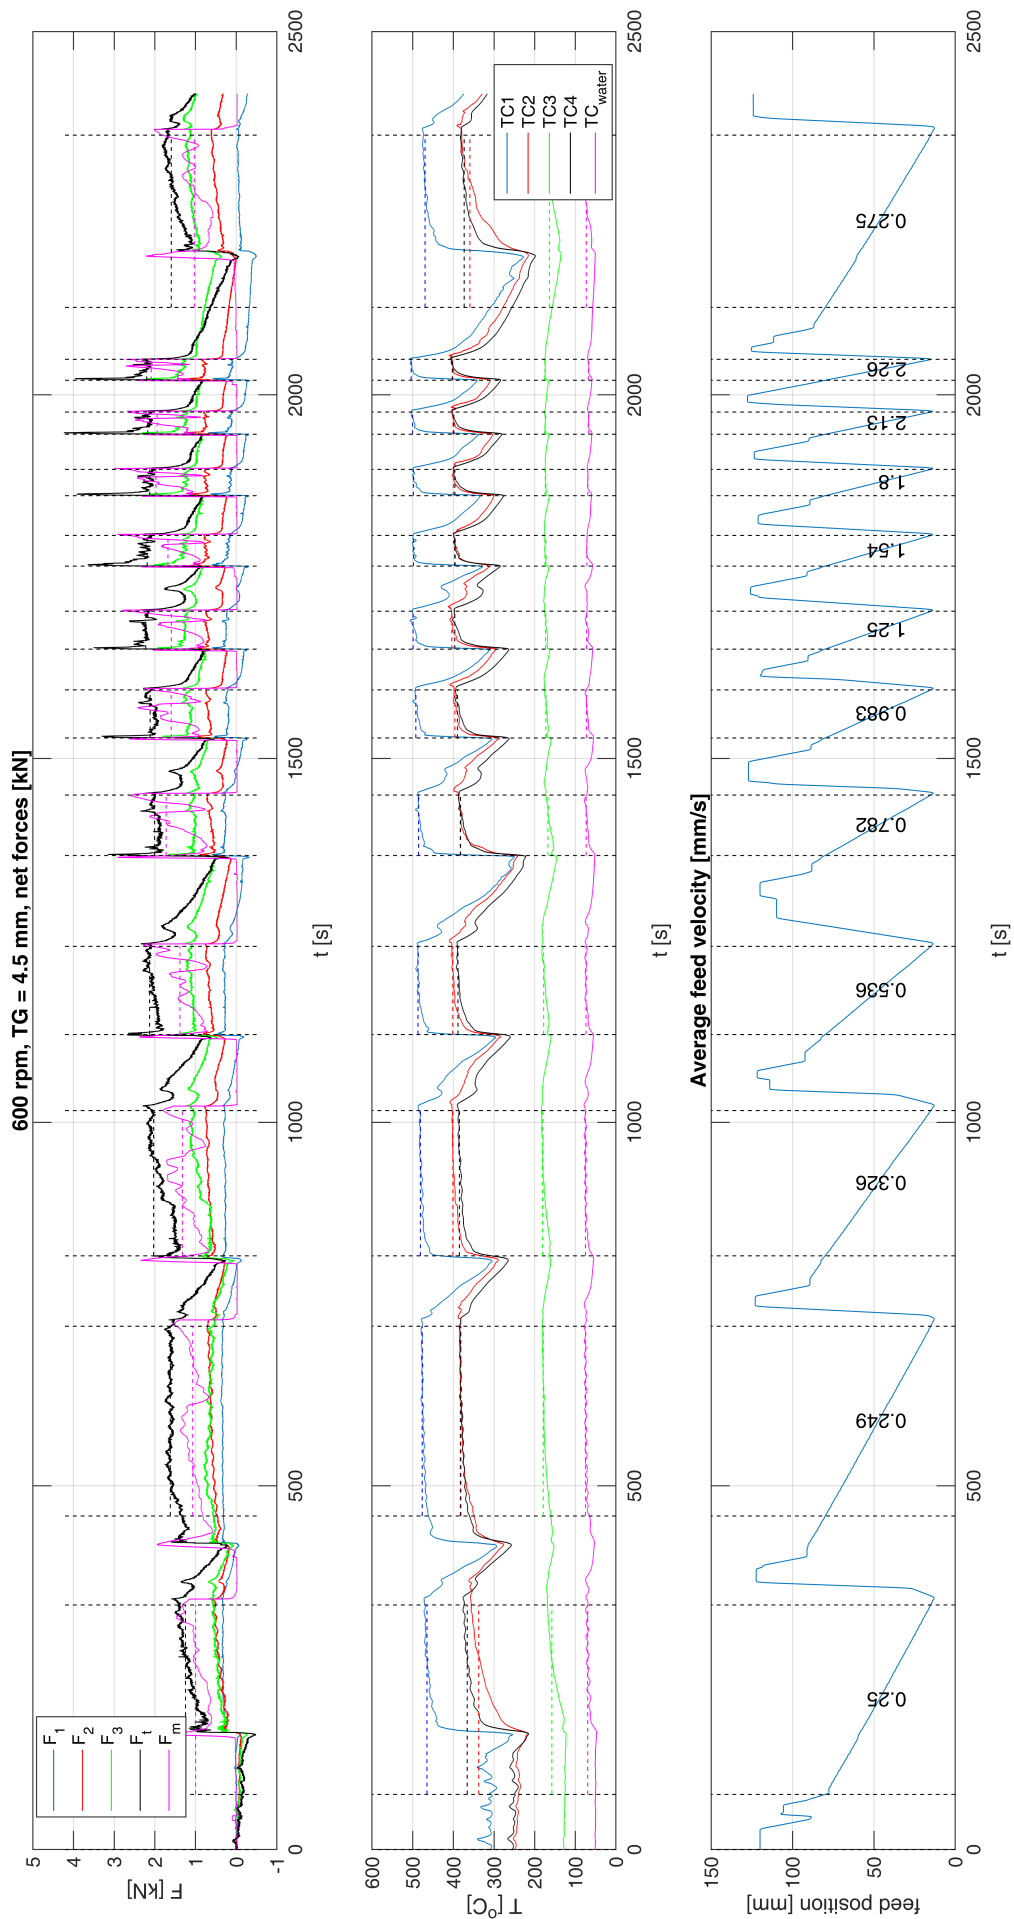 600 rpm, TG = 4.5 mm, net forces [kN]
5
4
3
2
1
0
-1
F [kN]
F1
F2
F3
Ft
Fm
t [s]
0
500
1000
1500
2000
2500
600
500
400
300
200
100
0
T [°C]
TC1
TC2
TC3
TC4
TCwater
t [s]
0
500
1000
1500
2000
2500
Average feed velocity [mm/s]
150
100
50
0
feed position [mm]
0.25
0.249
0.326
0.536
0.782
0.983
1.25
1.54
1.8
2.13
2.26
0.275
0
500
1000
1500
2000
2500
t [s]